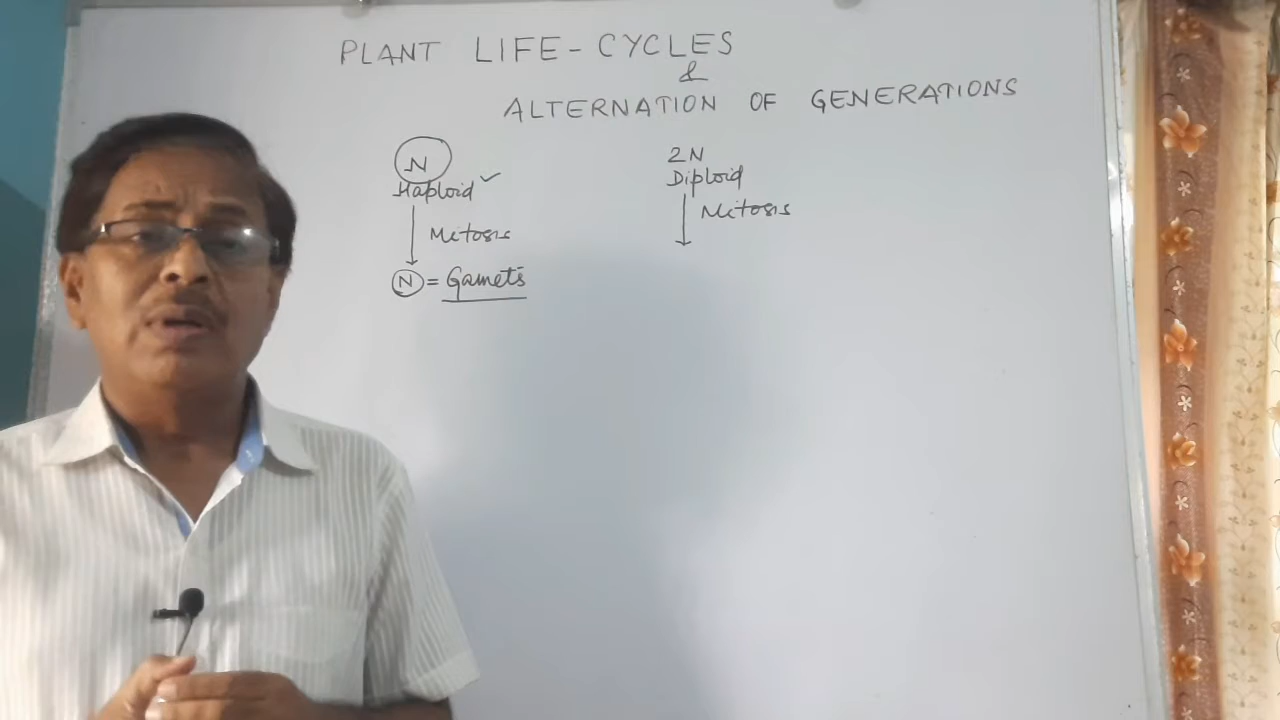 PLANT LIFE-CYCLES
&
ALTERNATION OF GENERATIONS
N
Haploid ✓
Mitosis
N = Gamets
2N
Diploid
Mitosis